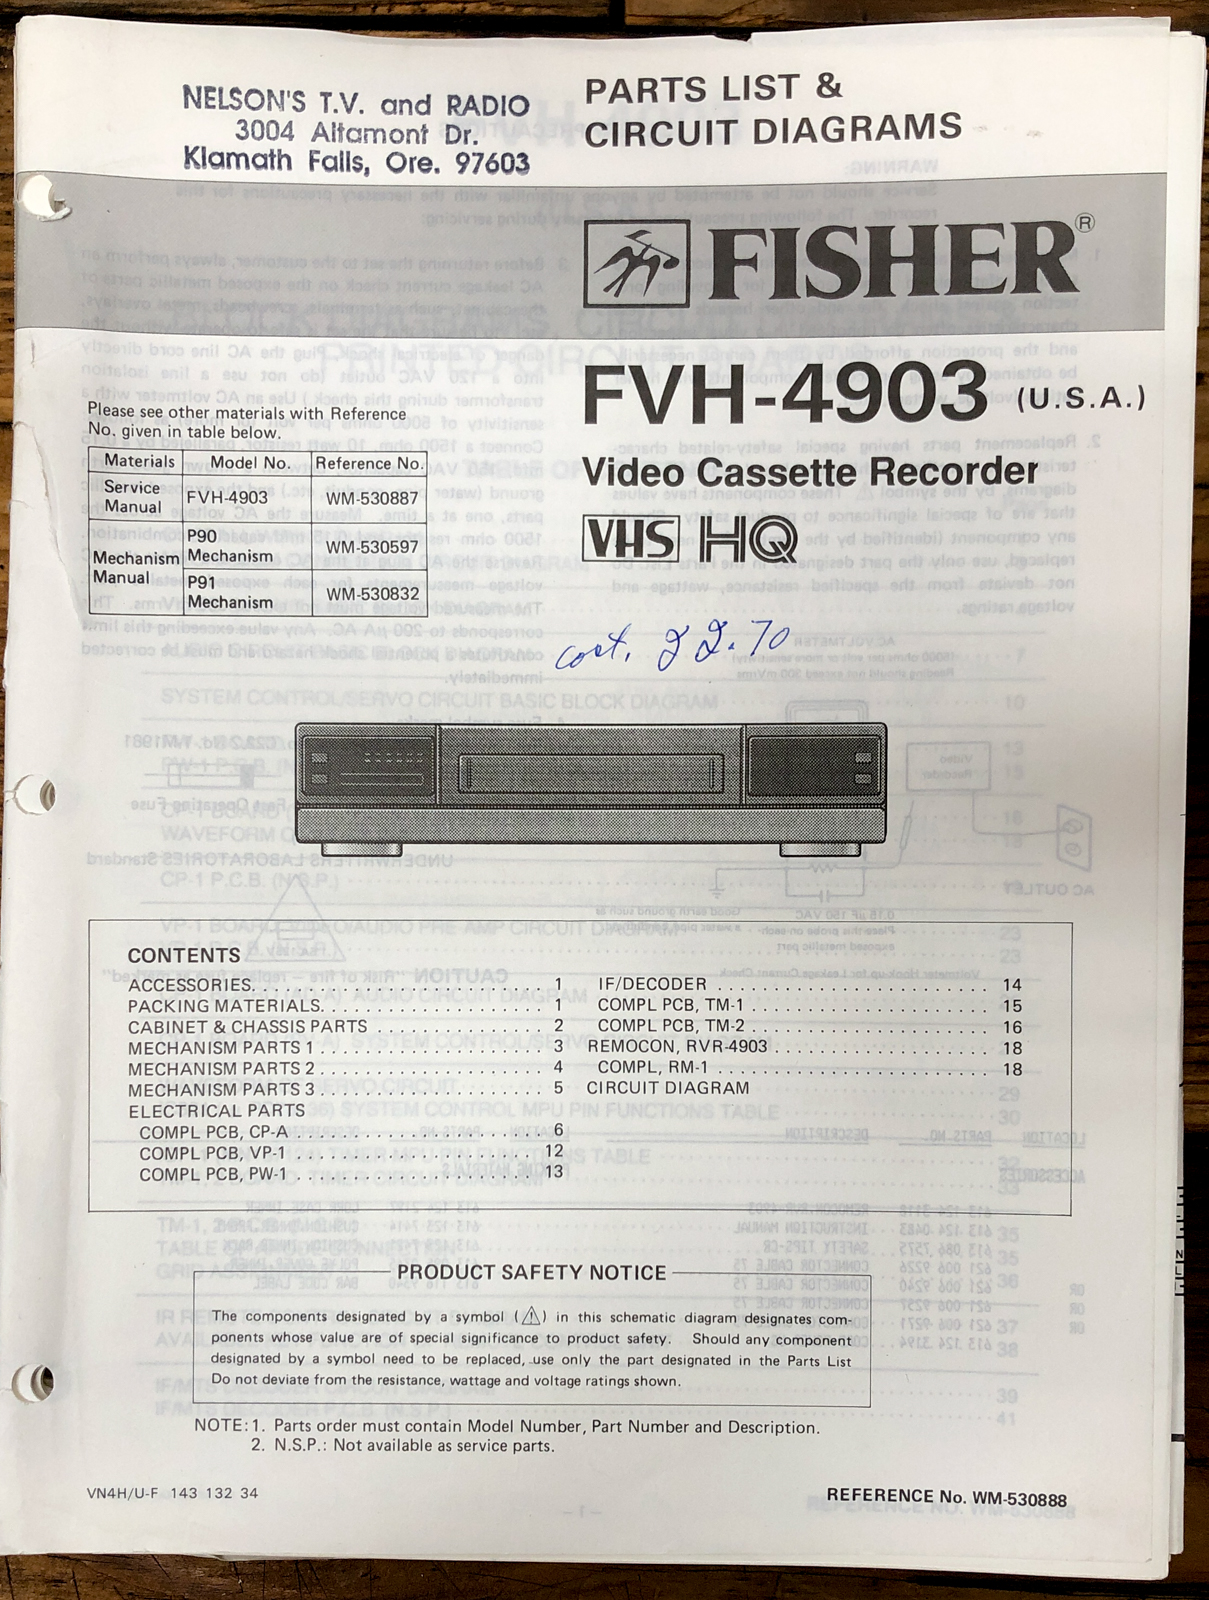 NELSON'S T.V. and RADIO
3004 Altamont Dr.
Klamath Falls, Ore. 97603
PARTS LIST &
CIRCUIT DIAGRAMS
FISHER®
FVH-4903 (U.S.A.)
Video Cassette Recorder
VHS HQ
Please see other materials with Reference
No. given in table below.
Materials Model No. Reference No.
Service Manual FVH-4903 WM-530887
Mechanism Manual P90 Mechanism WM-530597
P91 Mechanism WM-530832
cost. 22.70
CONTENTS
ACCESSORIES. 1
PACKING MATERIALS. 1
CABINET & CHASSIS PARTS 2
MECHANISM PARTS 1 3
MECHANISM PARTS 2 4
MECHANISM PARTS 3 5
ELECTRICAL PARTS
COMPL PCB, CP-A 6
COMPL PCB, VP-1 12
COMPL PCB, PW-1 13
IF/DECODER 14
COMPL PCB, TM-1 15
COMPL PCB, TM-2 16
REMOCON, RVR-4903 18
COMPL, RM-1 18
CIRCUIT DIAGRAM
PRODUCT SAFETY NOTICE
The components designated by a symbol (⚠) in this schematic diagram designates com-
ponents whose value are of special significance to product safety. Should any component
designated by a symbol need to be replaced, use only the part designated in the Parts List
Do not deviate from the resistance, wattage and voltage ratings shown.
NOTE: 1. Parts order must contain Model Number, Part Number and Description.
2. N.S.P.: Not available as service parts.
VN4H/U-F 143 132 34
REFERENCE No. WM-530888